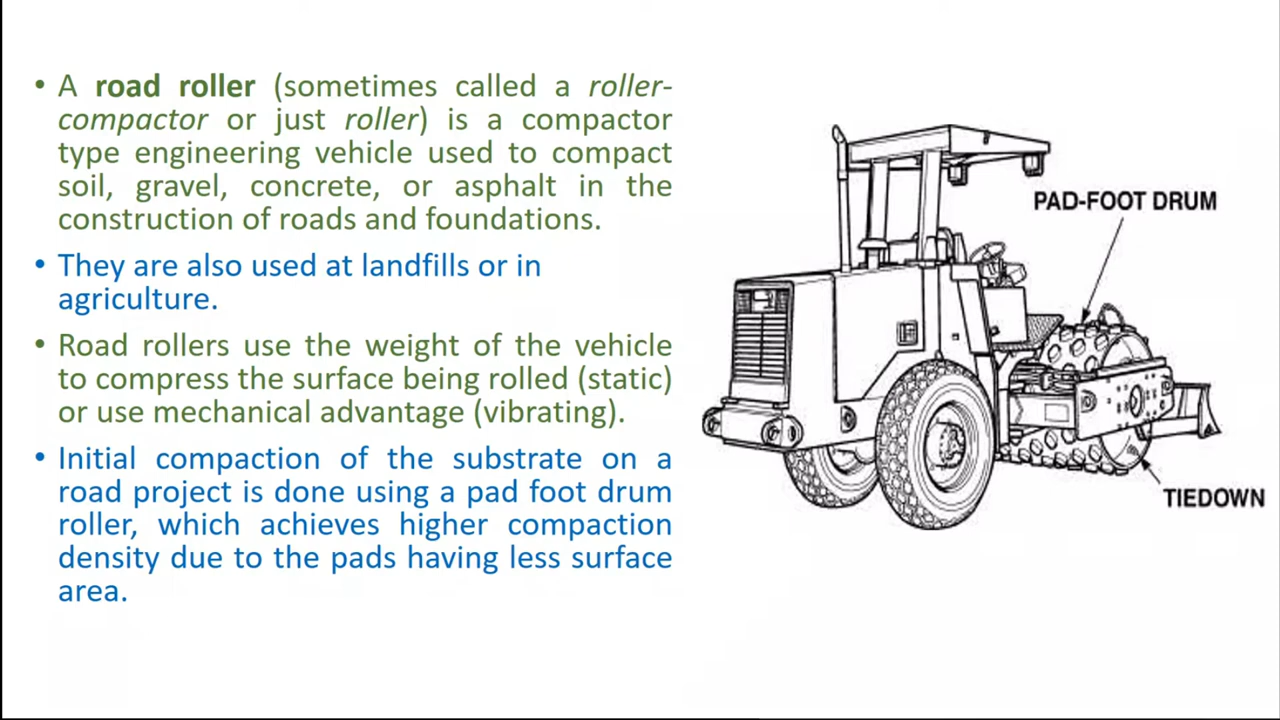 • A road roller (sometimes called a roller-
compactor or just roller) is a compactor
type engineering vehicle used to compact
soil, gravel, concrete, or asphalt in the
construction of roads and foundations.
• They are also used at landfills or in
agriculture.
• Road rollers use the weight of the vehicle
to compress the surface being rolled (static)
or use mechanical advantage (vibrating).
• Initial compaction of the substrate on a
road project is done using a pad foot drum
roller, which achieves higher compaction
density due to the pads having less surface
area.
PAD-FOOT DRUM
TIEDOWN